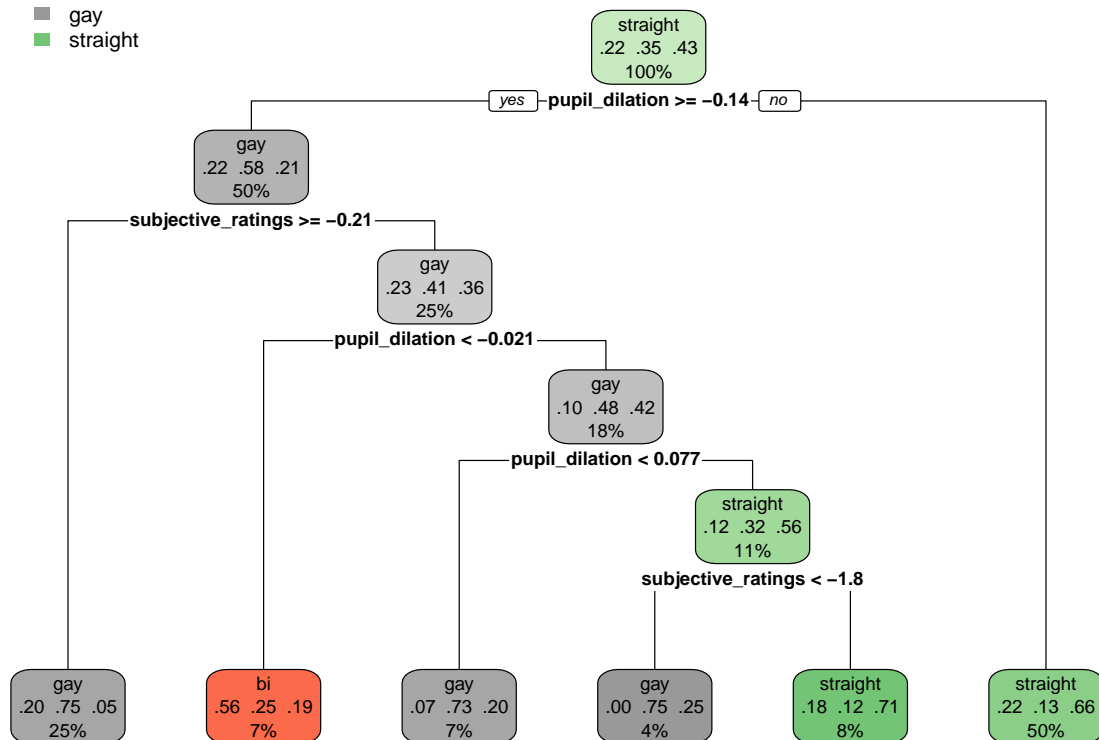 gay
straight
straight
.22 .35 .43
100%
yes pupil_dilation >= −0.14 no
gay
.22 .58 .21
50%
subjective_ratings >= −0.21
gay
.23 .41 .36
25%
pupil_dilation < −0.021
gay
.10 .48 .42
18%
pupil_dilation < 0.077
straight
.12 .32 .56
11%
subjective_ratings < −1.8
gay
.20 .75 .05
25%
bi
.56 .25 .19
7%
gay
.07 .73 .20
7%
gay
.00 .75 .25
4%
straight
.18 .12 .71
8%
straight
.22 .13 .66
50%